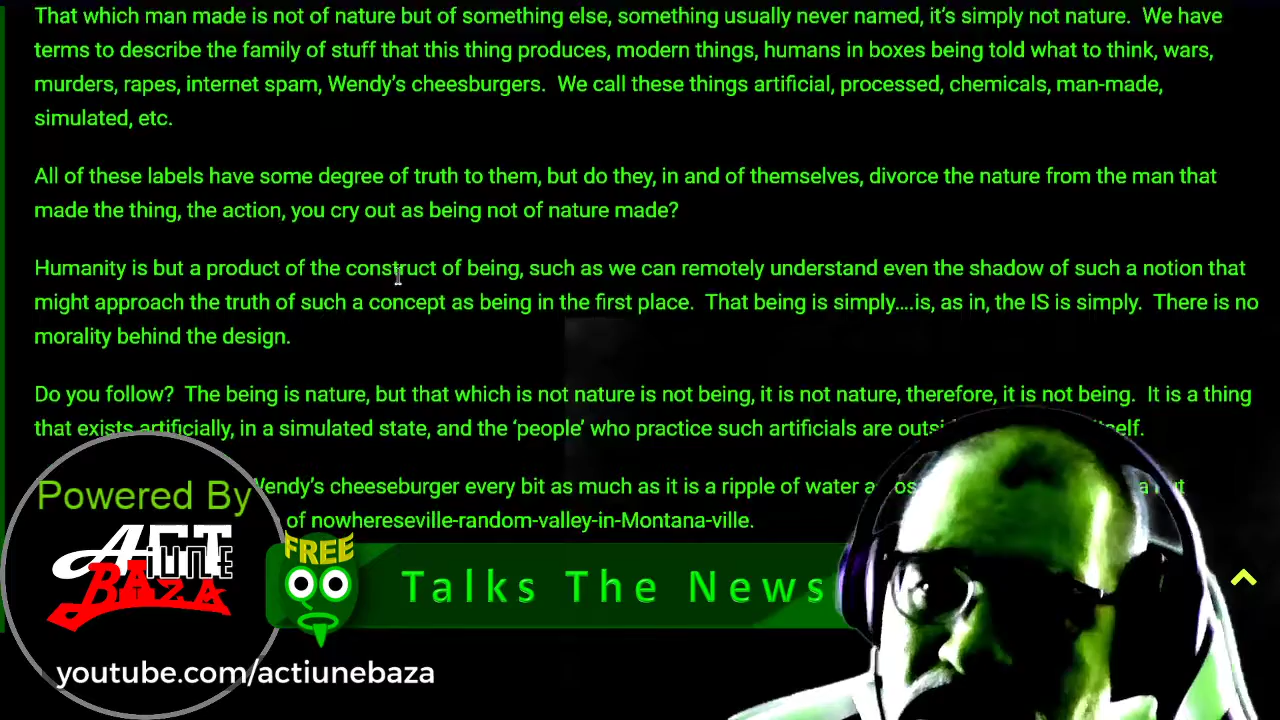 That which man made is not of nature but of something else, something usually never named, it's simply not nature.  We have
terms to describe the family of stuff that this thing produces, modern things, humans in boxes being told what to think, wars,
murders, rapes, internet spam, Wendy's cheesburgers.  We call these things artificial, processed, chemicals, man-made,
simulated, etc.
All of these labels have some degree of truth to them, but do they, in and of themselves, divorce the nature from the man that
made the thing, the action, you cry out as being not of nature made?
Humanity is but a product of the construct of being, such as we can remotely understand even the shadow of such a notion that
might approach the truth of such a concept as being in the first place.  That being is simply....is, as in, the IS is simply.  There is no
morality behind the design.
Do you follow?  The being is nature, but that which is not nature is not being, it is not nature, therefore, it is not being.  It is a thing
that exists artificially, in a simulated state, and the 'people' who practice such artificials are
Wendy's cheeseburger every bit as much as it is a ripple of water
of nowhereseville-random-valley-in-Montana-ville.
Powered By
ACTIUNE
BAZA
FREE
Talks The News
youtube.com/actiunebaza